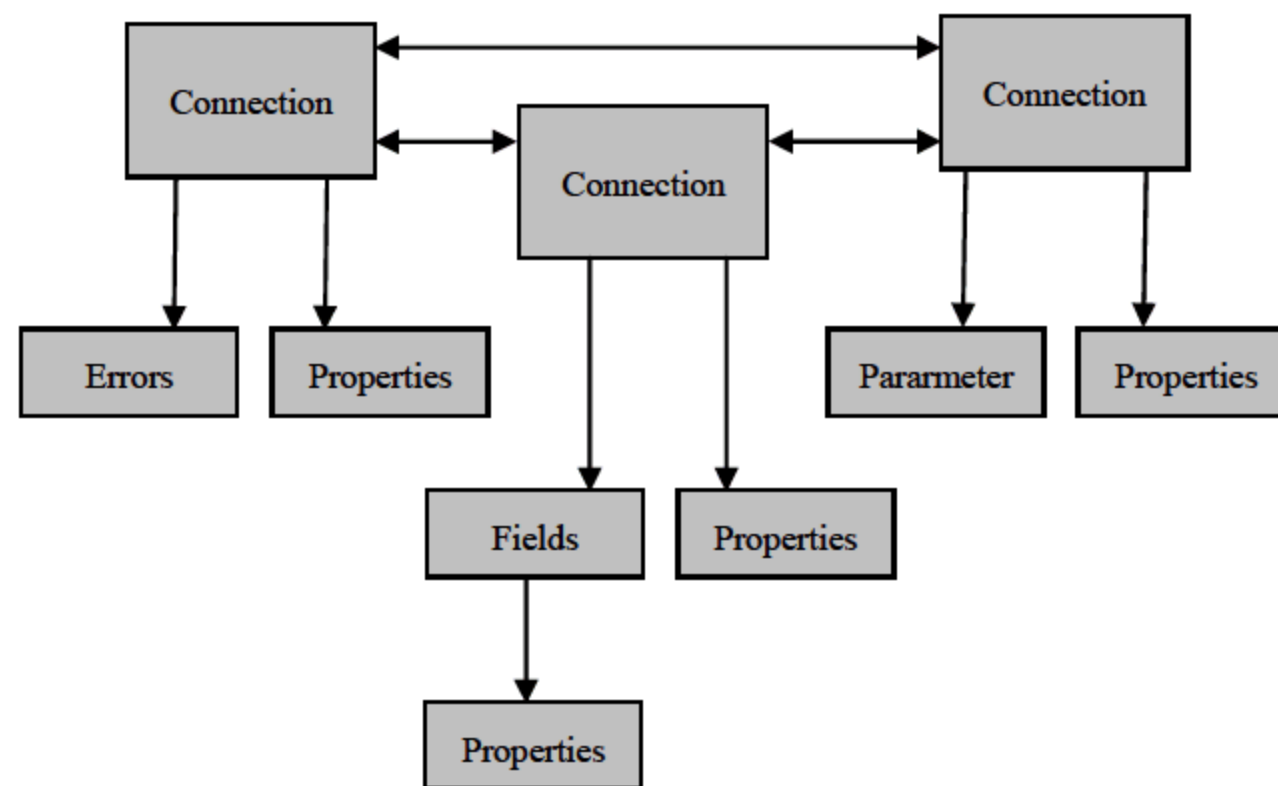 Connection
Connection
Connection
Errors
Properties
Pararmeter
Properties
Fields
Properties
Properties